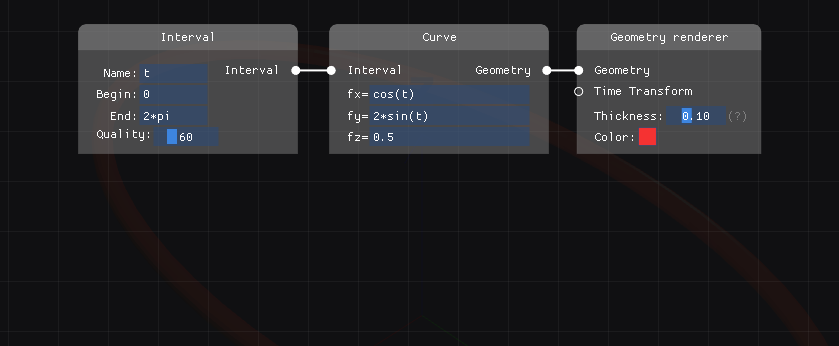 Interval
Curve
Geometry renderer
Name: t
Interval
Begin: 0
End: 2*pi
Quality: 60
Interval
Geometry
fx= cos(t)
fy= 2*sin(t)
fz= 0.5
Geometry
Time Transform
Thickness: 0.10 (?)
Color: